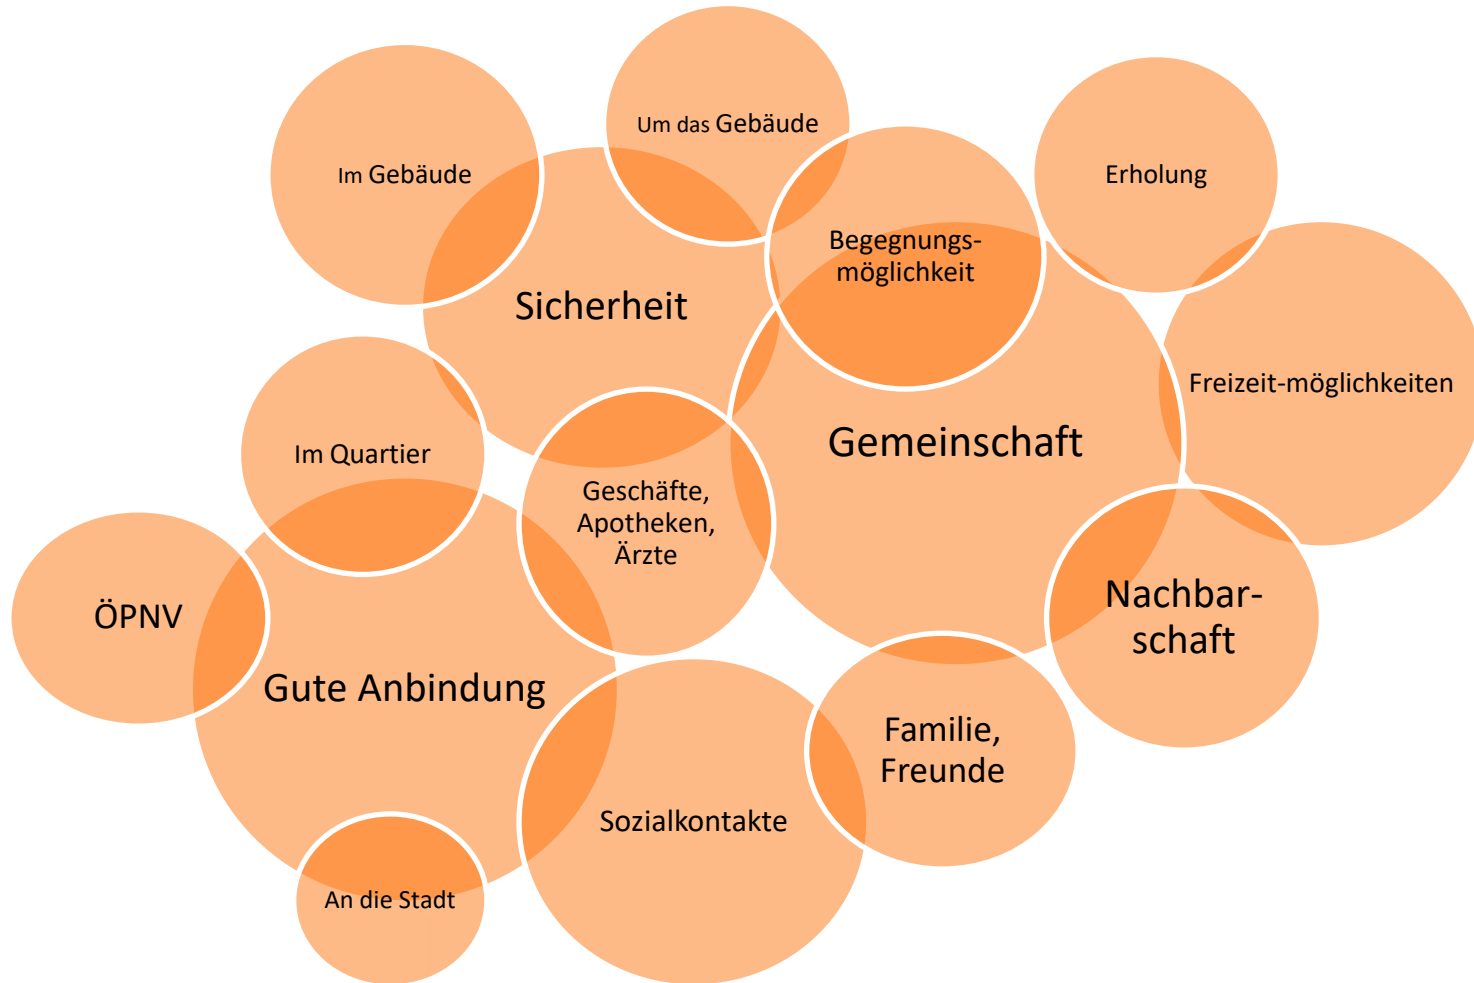 Um das Gebäude
Im Gebäude
Erholung
Begegnungs-
möglichkeit
Sicherheit
Freizeit-möglichkeiten
Gemeinschaft
Im Quartier
Geschäfte,
Apotheken,
Ärzte
ÖPNV
Nachbar-
schaft
Gute Anbindung
Familie,
Freunde
Sozialkontakte
An die Stadt